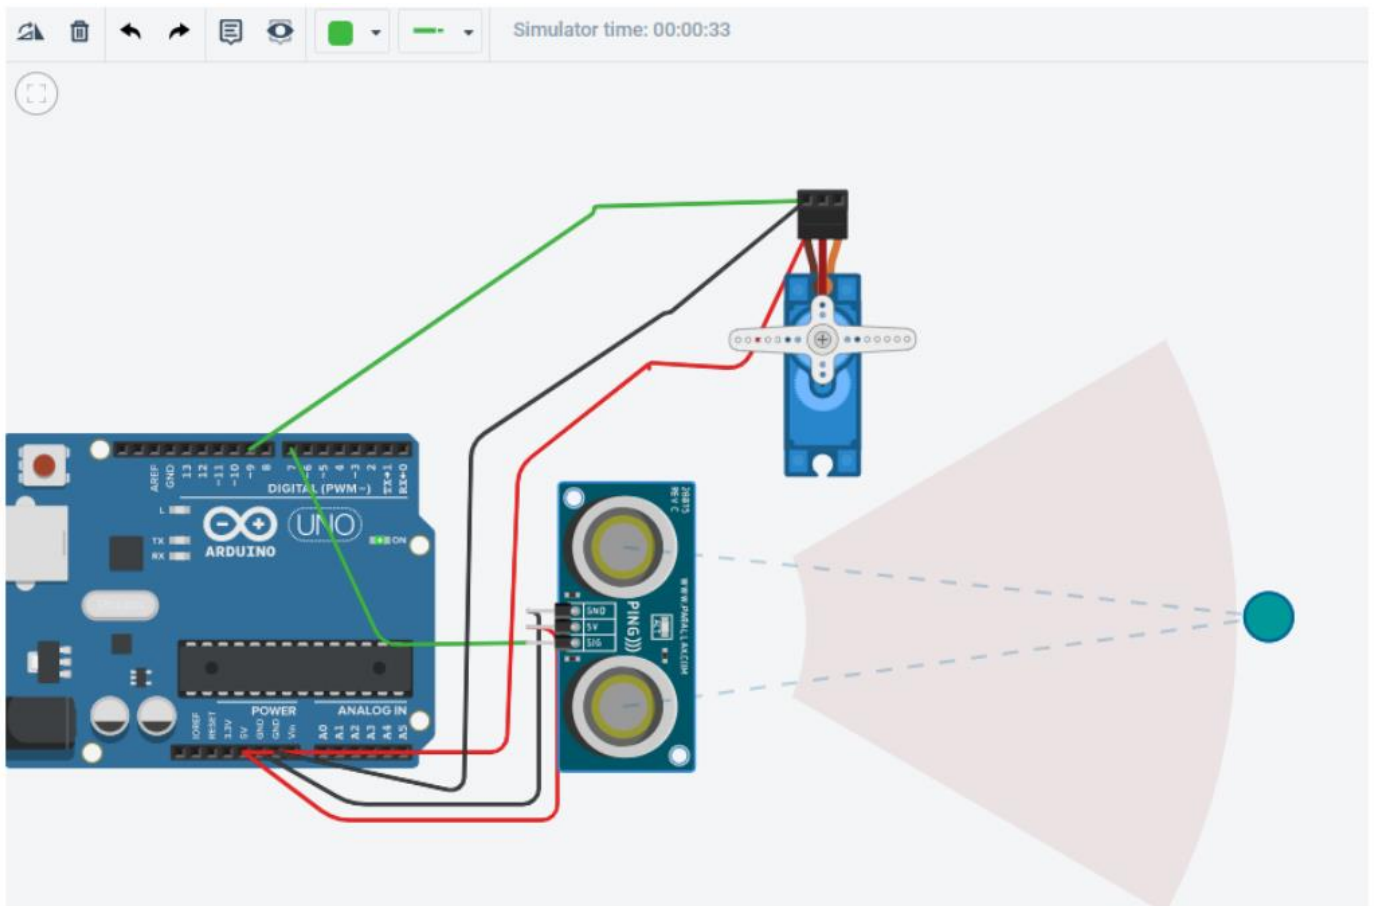 Simulator time: 00:00:33
AREF
GND
13
12
~11
~10
~9
8
7
~6
~5
4
~3
2
TX→1
RX←0
DIGITAL (PWM~)
L
TX
RX
ARDUINO
UNO
ON
POWER
ANALOG IN
IOREF
RESET
3.3V
5V
GND
GND
Vin
A0
A1
A2
A3
A4
A5
28015
REV C
GND
5V
SIG
PING)))
WWW.PARALLAX.COM